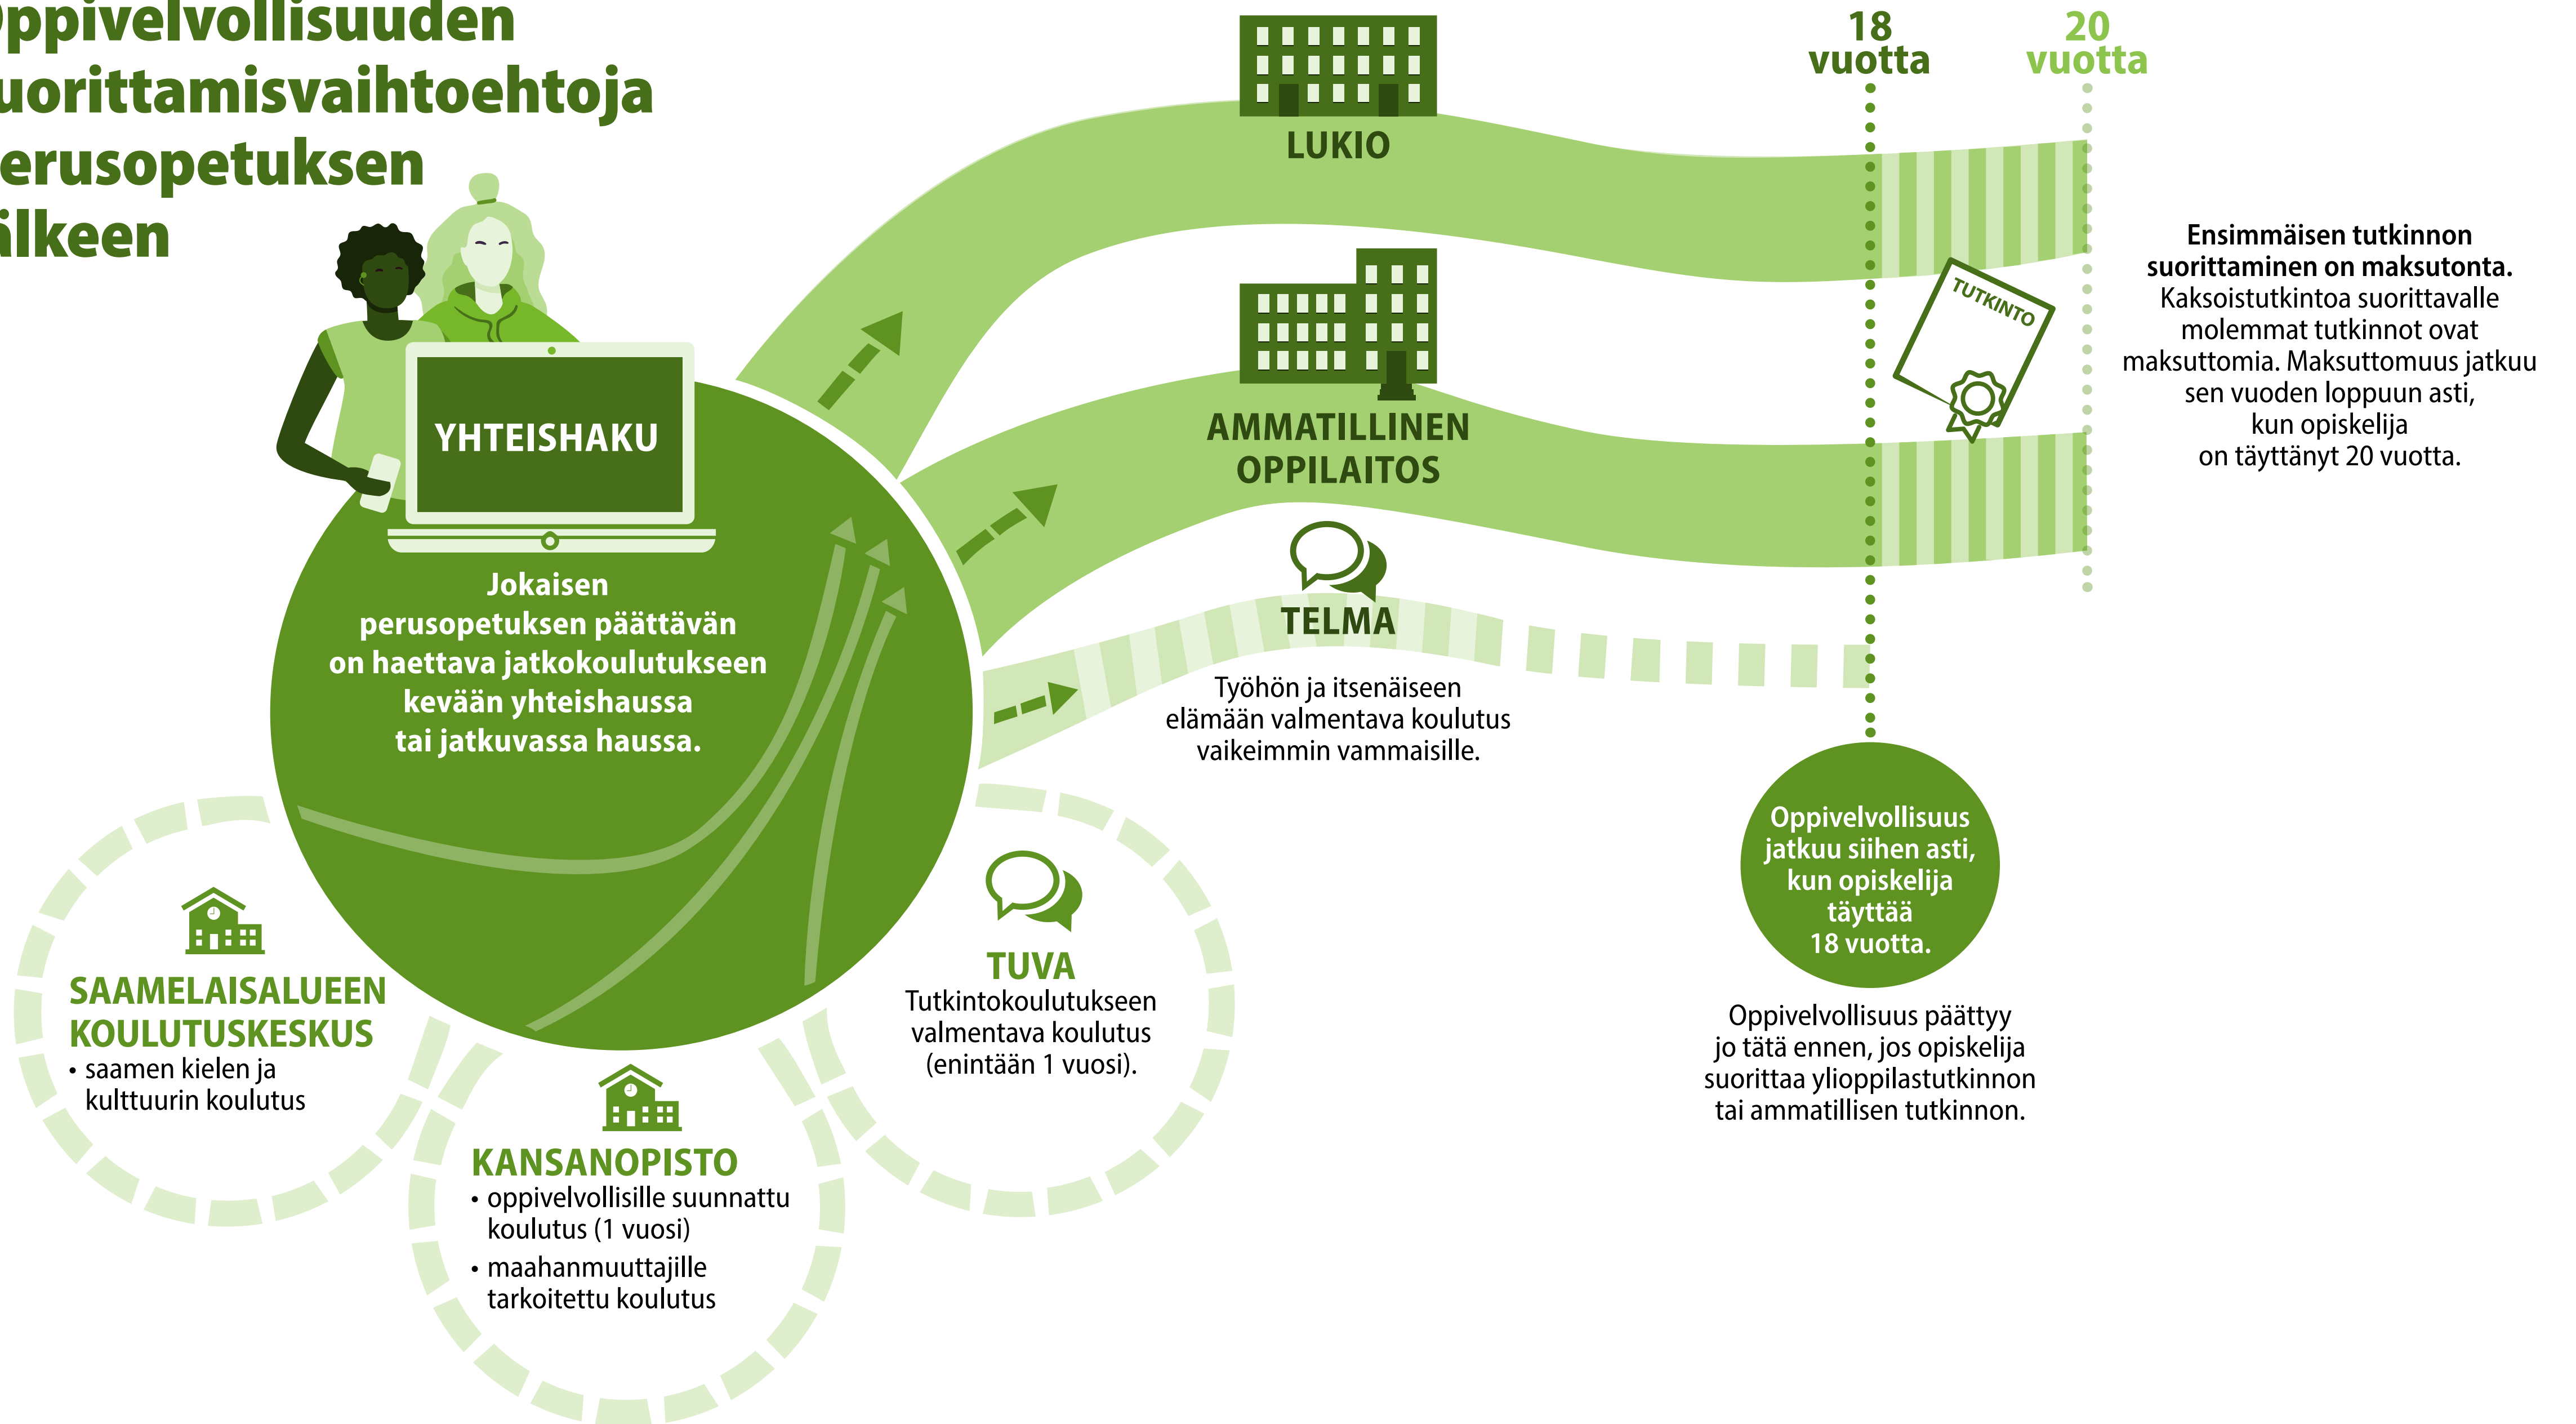 ppivelvollisuuden
uorittamisvaihtoehtoja
erusopetuksen
älkeen
YHTEISHAKU
Jokaisen
perusopetuksen päättävän
on haettava jatkokoulutukseen
kevään yhteishaussa
tai jatkuvassa haussa.
LUKIO
AMMATILLINEN
OPPILAITOS
TELMA
Työhön ja itsenäiseen
elämään valmentava koulutus
vaikeimmin vammaisille.
18
vuotta
20
vuotta
TUTKINTO
Ensimmäisen tutkinnon
suorittaminen on maksutonta.
Kaksoistutkintoa suorittavalle
molemmat tutkinnot ovat
maksuttomia. Maksuttomuus jatkuu
sen vuoden loppuun asti,
kun opiskelija
on täyttänyt 20 vuotta.
Oppivelvollisuus
jatkuu siihen asti,
kun opiskelija
täyttää
18 vuotta.
Oppivelvollisuus päättyy
jo tätä ennen, jos opiskelija
suorittaa ylioppilastutkinnon
tai ammatillisen tutkinnon.
SAAMELAISALUEEN
KOULUTUSKESKUS
• saamen kielen ja
kulttuurin koulutus
KANSANOPISTO
• oppivelvollisille suunnattu
koulutus (1 vuosi)
• maahanmuuttajille
tarkoitettu koulutus
TUVA
Tutkintokoulutukseen
valmentava koulutus
(enintään 1 vuosi).